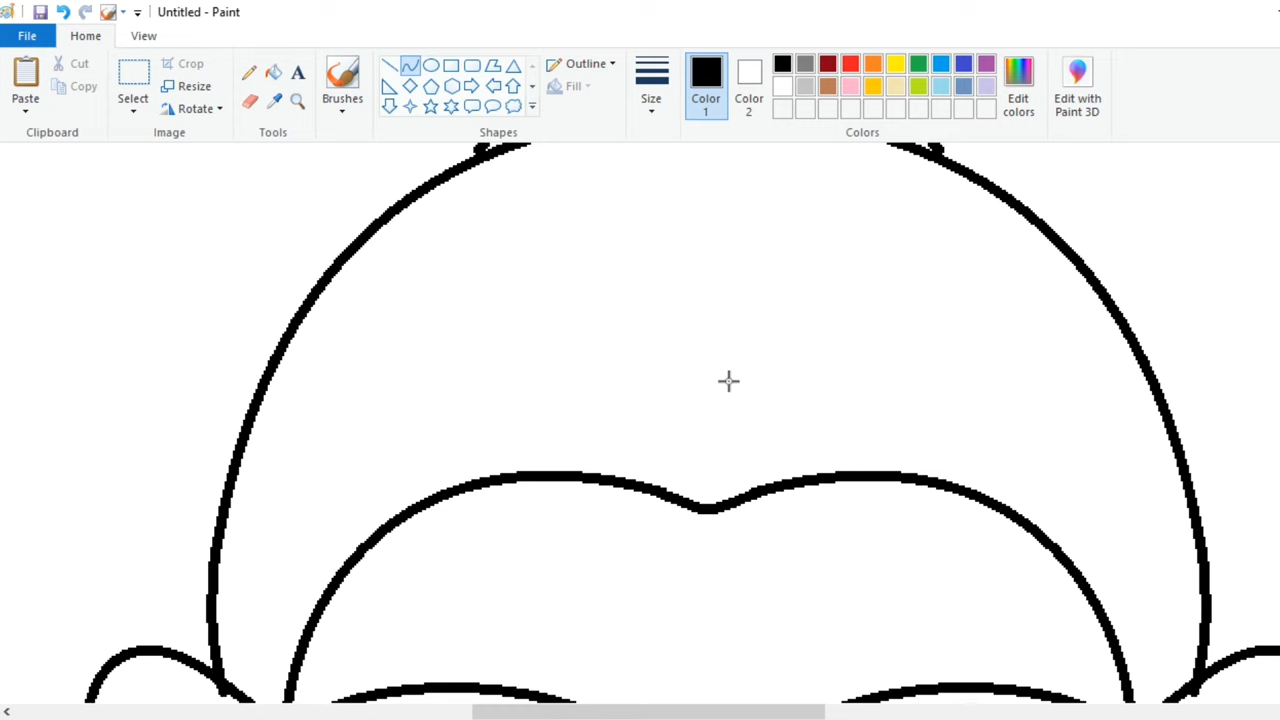 Untitled - Paint
File Home View
Paste
Cut
Copy
Clipboard
Select
Crop
Resize
Rotate
Image
A
Tools
Brushes
Outline
Fill
Shapes
Size
Color 1
Color 2
Edit colors
Colors
Edit with Paint 3D